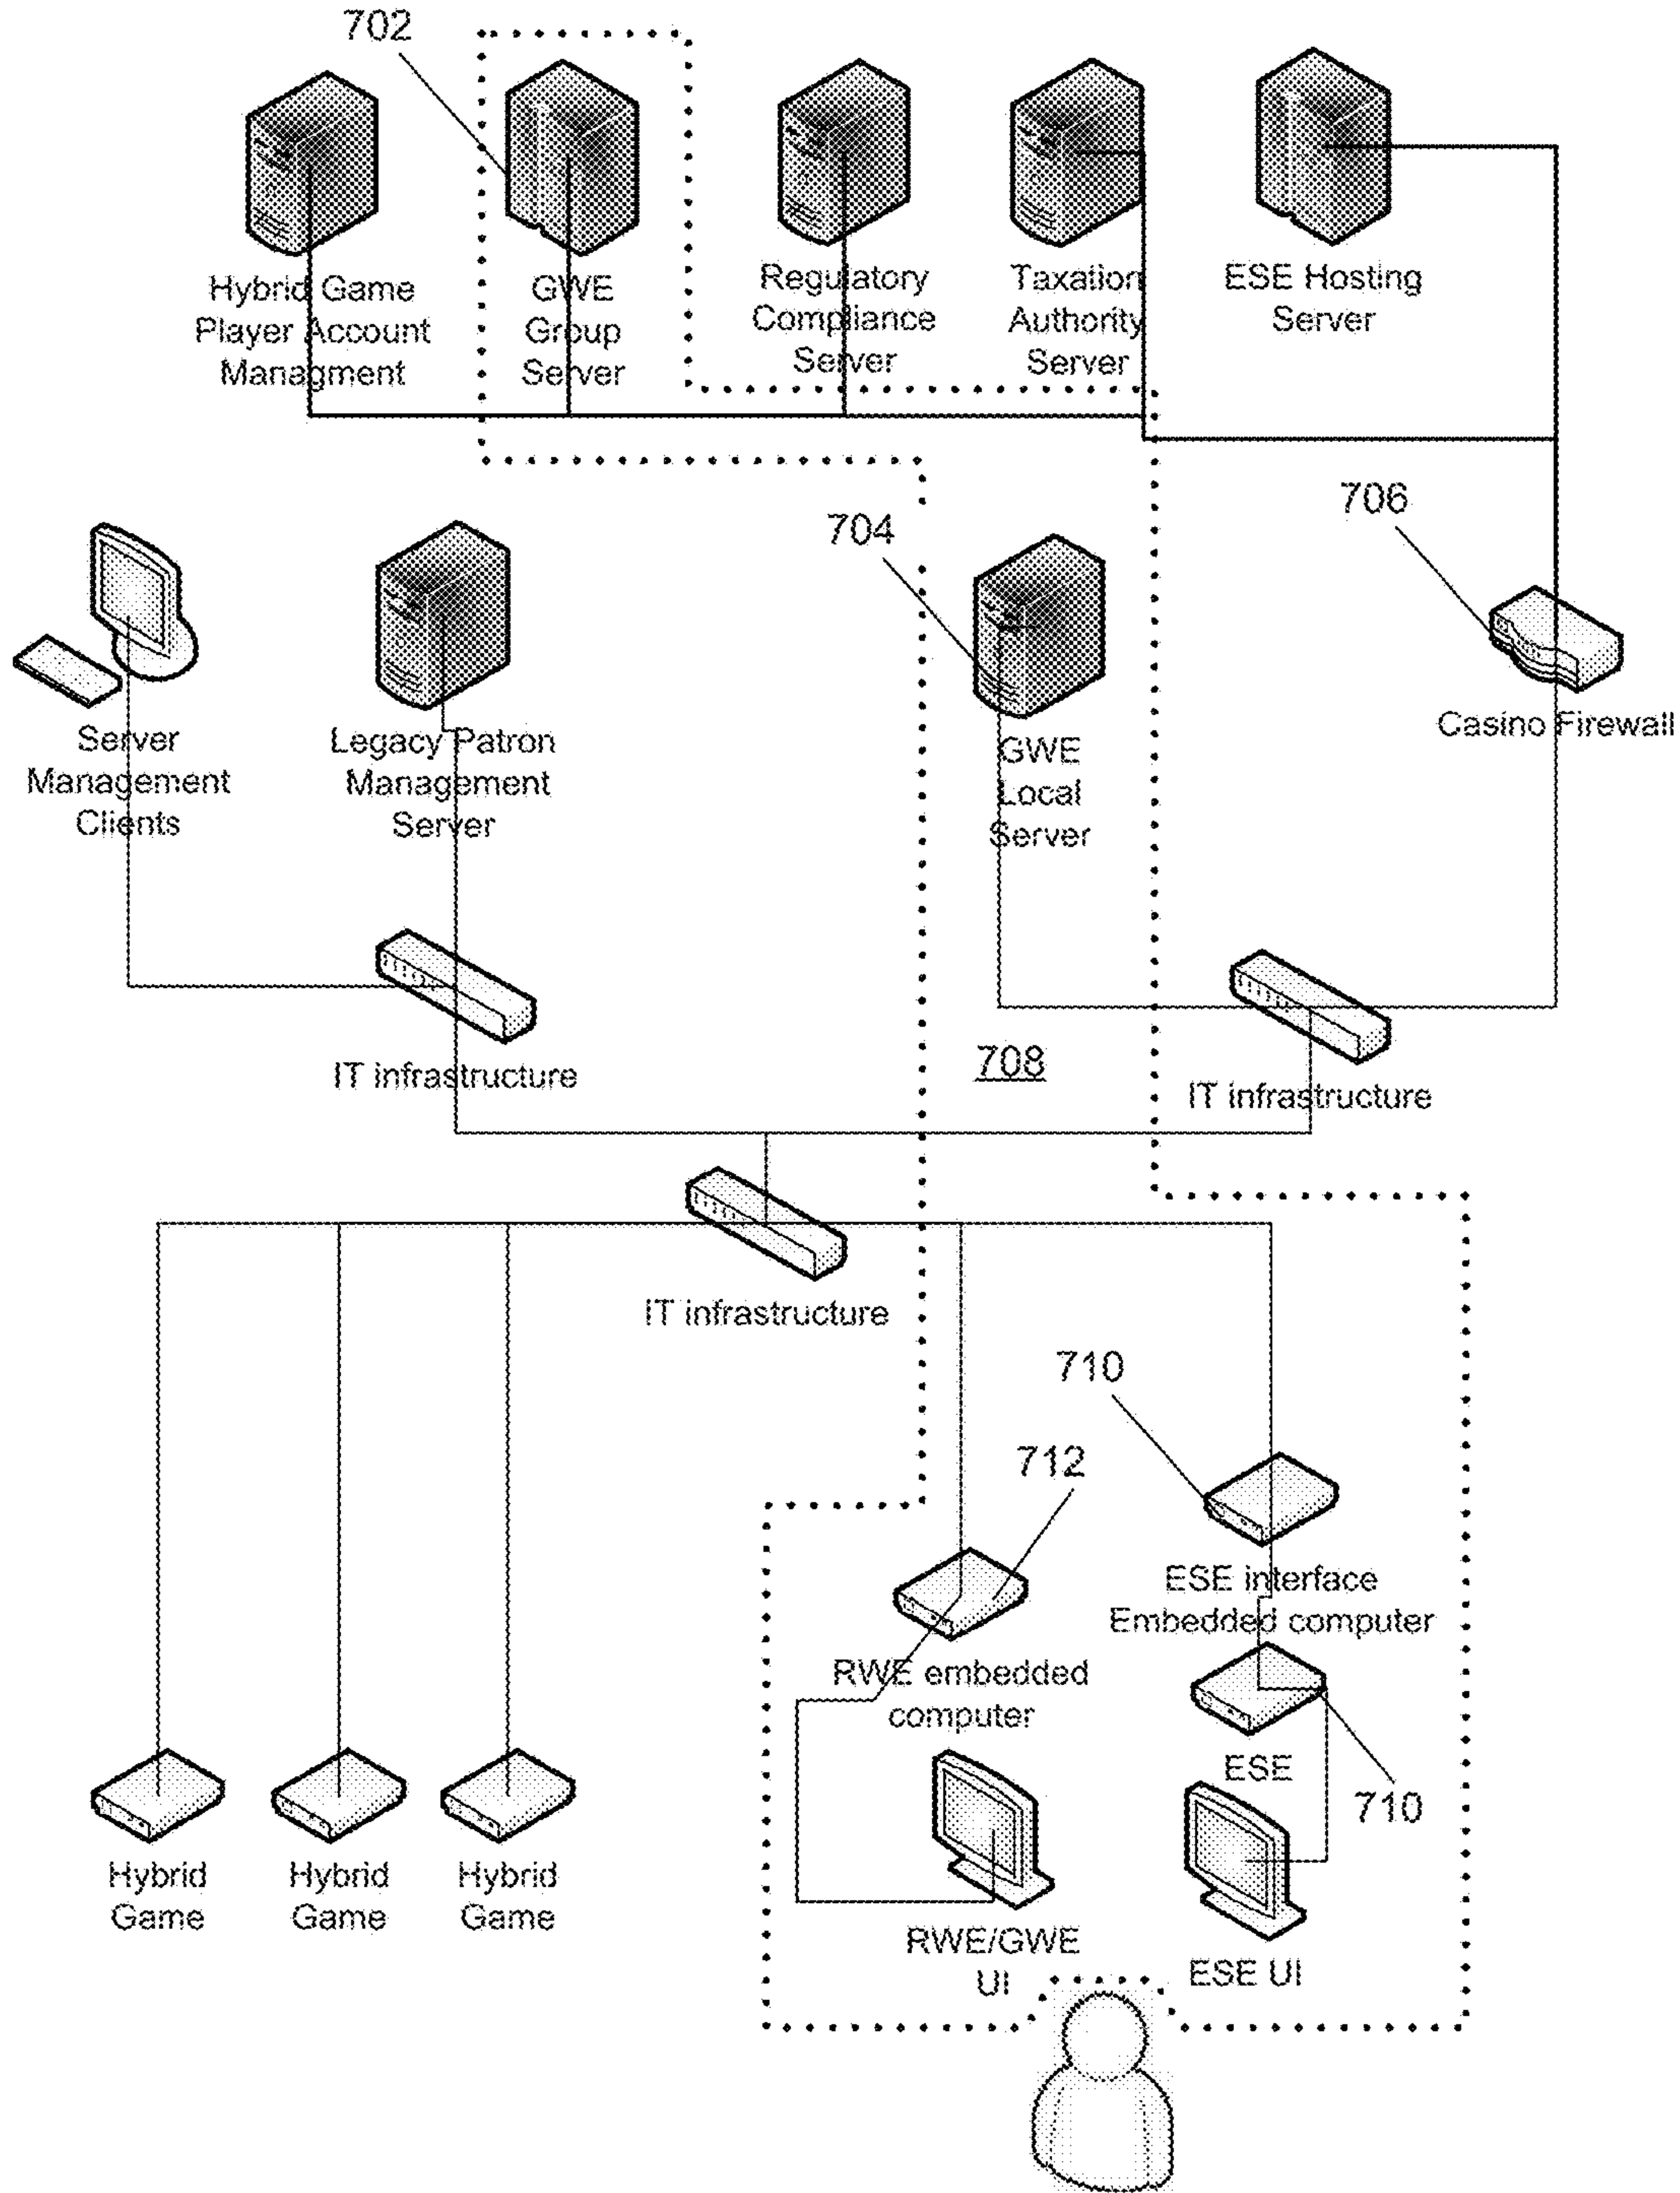 702
Hybrid Game
Player Account
Managment
GWE
Group
Server
Regulatory
Compliance
Server
Taxation
Authority
Server
ESE Hosting
Server
704
706
Server
Management
Clients
Legacy Patron
Management
Server
GWE
Local
Server
Casino Firewall
IT infrastructure
708
IT infrastructure
IT infrastructure
710
712
ESE interface
Embedded computer
RWE embedded
computer
ESE
710
Hybrid
Game
Hybrid
Game
Hybrid
Game
RWE/GWE
UI
ESE UI